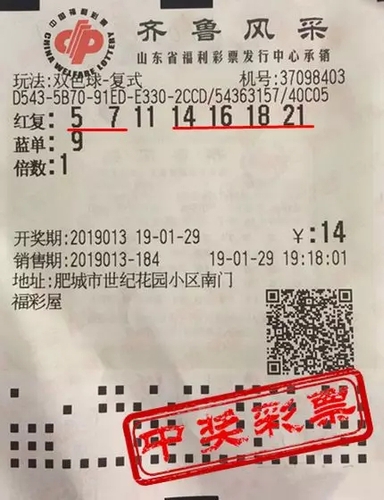 中国福利彩票
CHINA WELFARE LOTTERY
齐鲁风采
山东省福利彩票发行中心承销
玩法:双色球-复式 机号:37098403
D543-5B70-91ED-E330-2CCD/54363157/40C05
红复: 5 7 11 14 16 18 21
蓝单: 9
倍数:1
开奖期:2019013 19-01-29 ¥:14
销售期:2019013-184 19-01-29 19:18:01
地址:肥城市世纪花园小区南门
福彩屋
中奖彩票